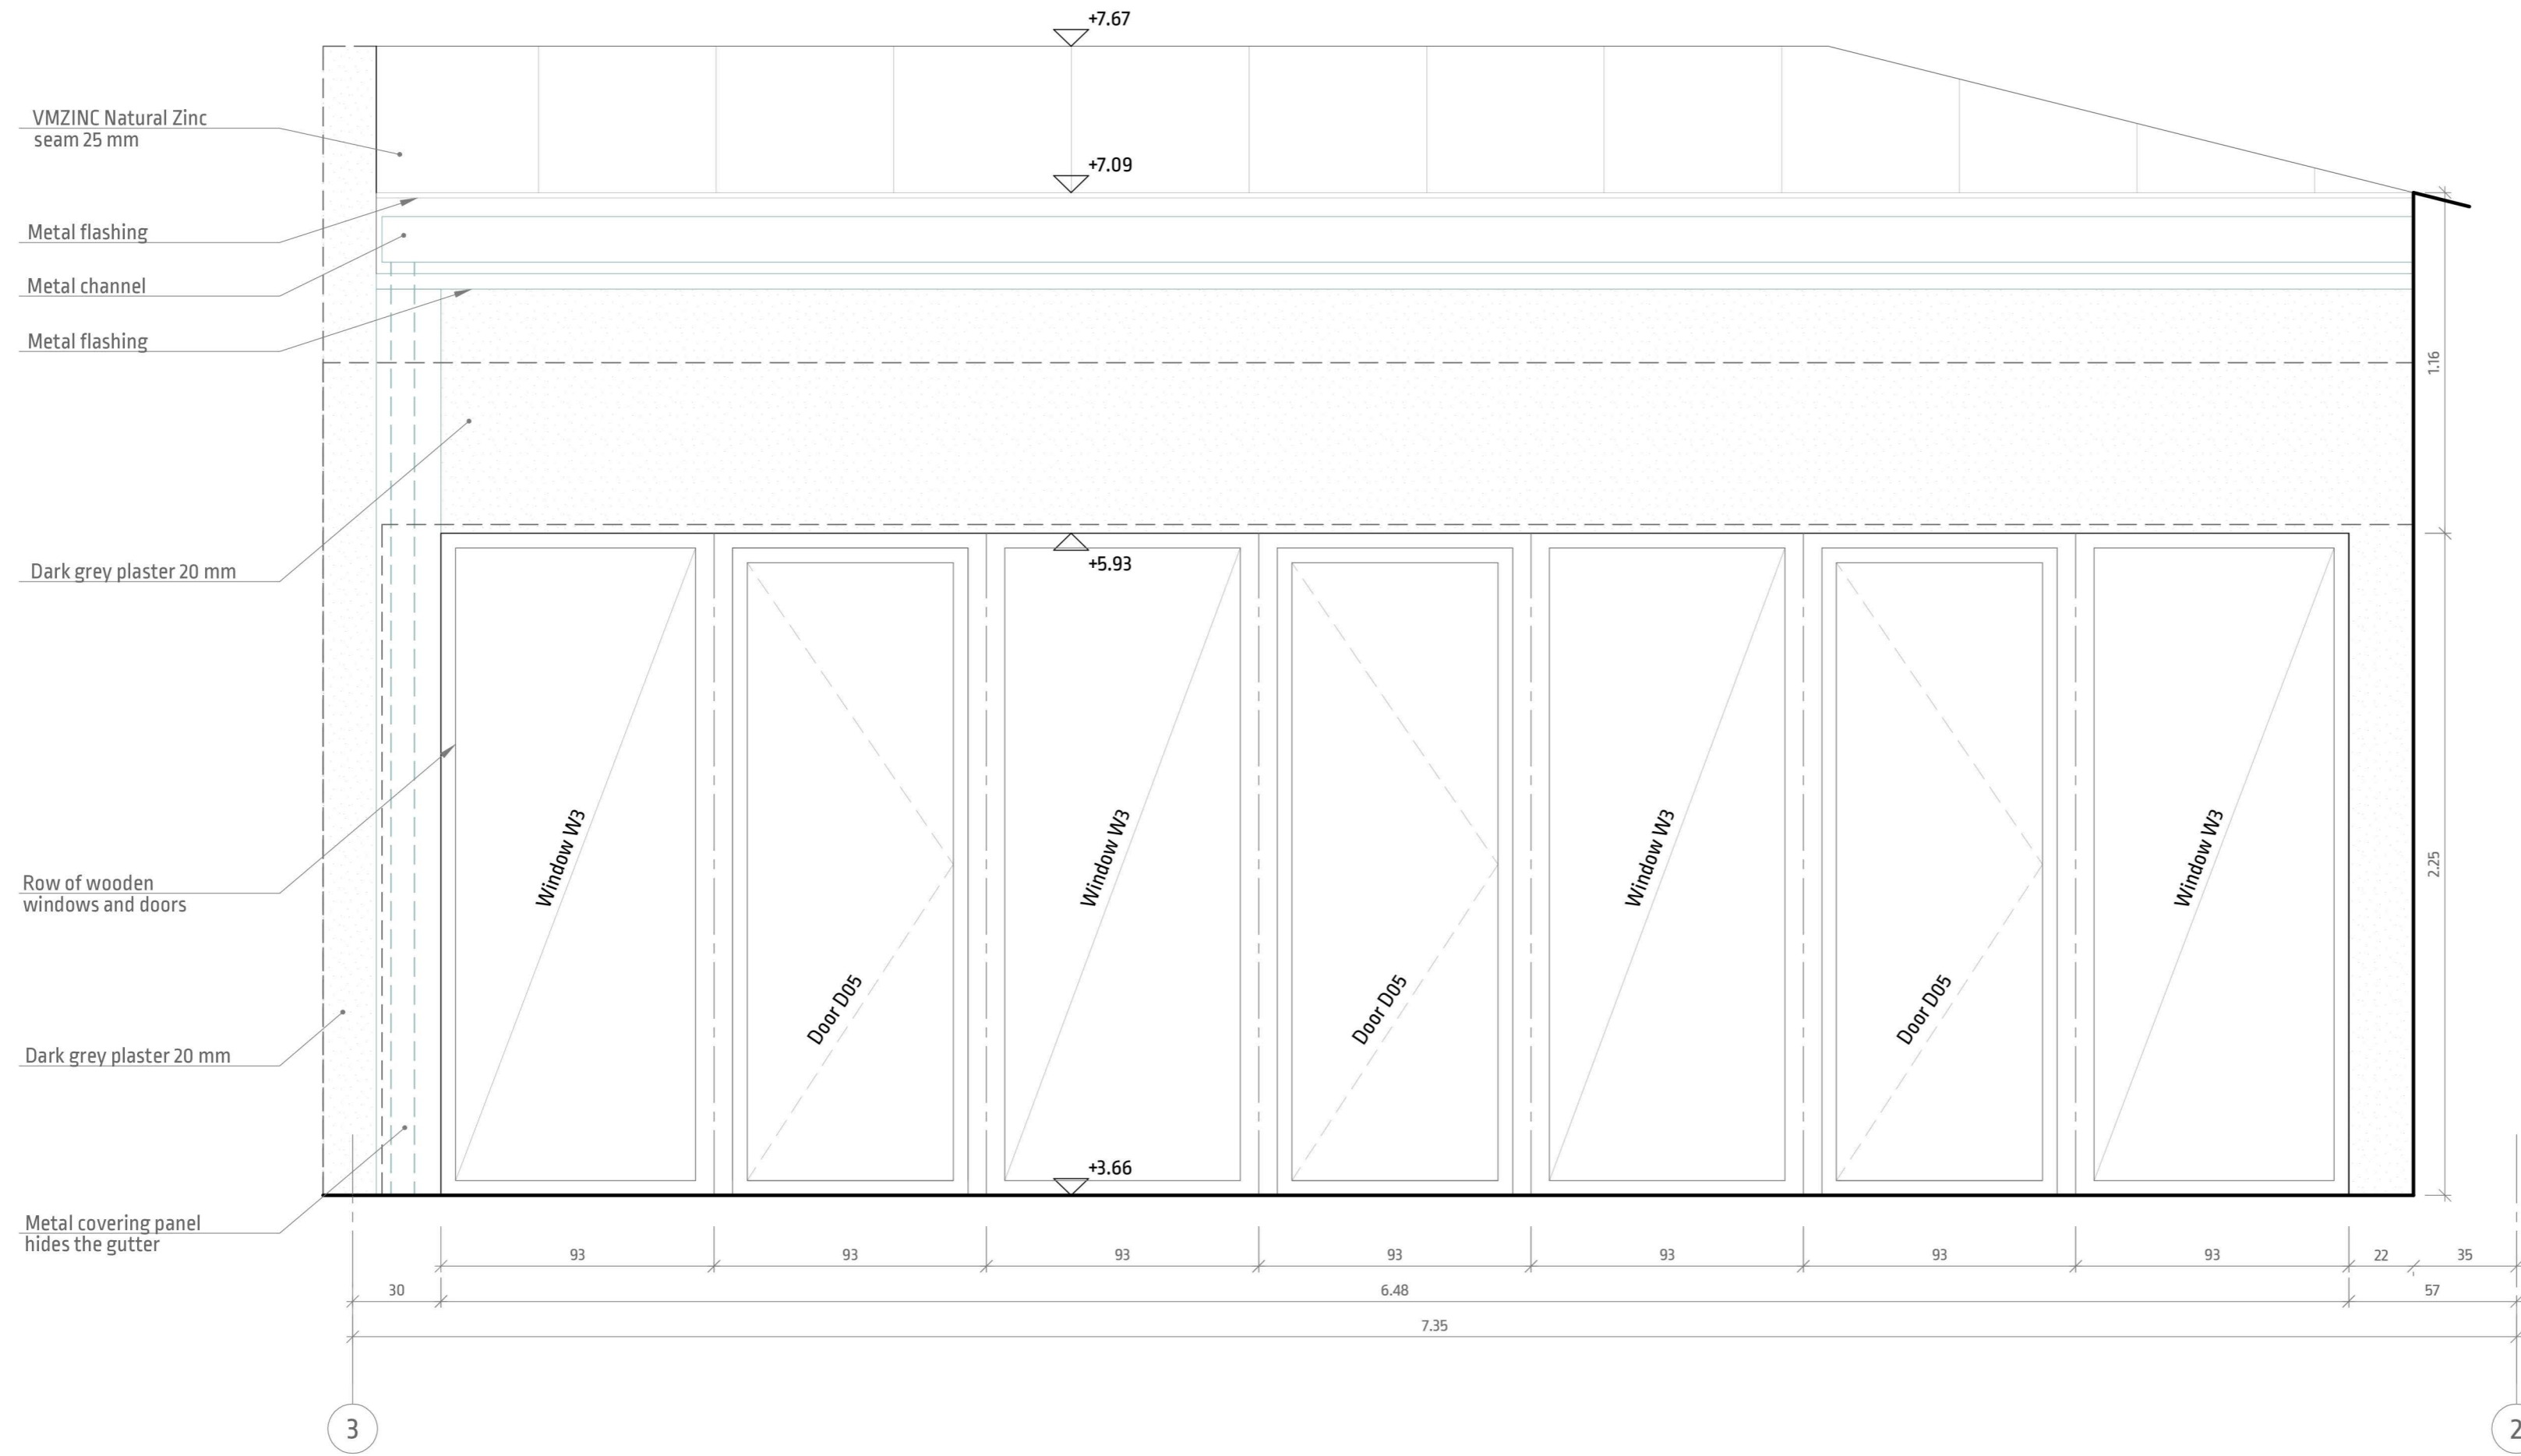 +7.67
VMZINC Natural Zinc
seam 25 mm
+7.09
Metal flashing
Metal channel
Metal flashing
1.16
Dark grey plaster 20 mm
+5.93
Window W3
Window W3
Window W3
Window W3
2.25
Row of wooden
windows and doors
Door D05
Door D05
Door D05
Dark grey plaster 20 mm
+3.66
Metal covering panel
hides the gutter
93
93
93
93
93
93
93
22
35
30
6.48
57
7.35
3
2